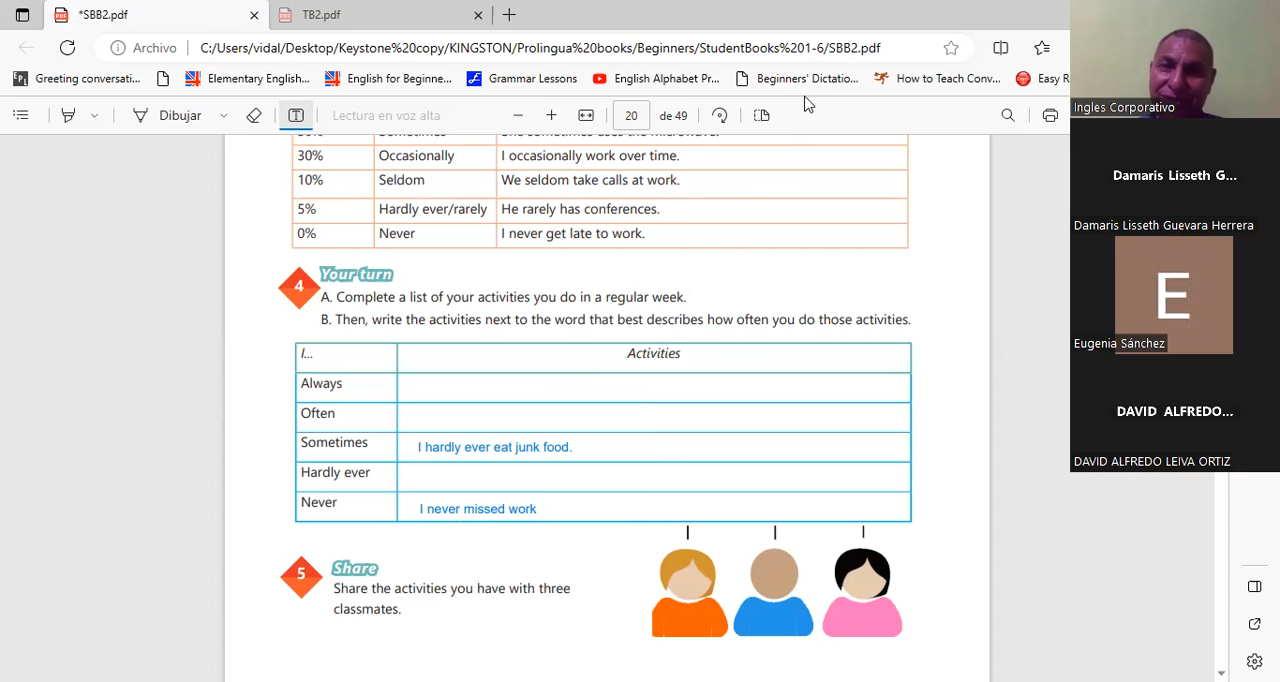 *SBB2.pdf
TB2.pdf
Archivo
C:/Users/vidal/Desktop/Keystone%20copy/KINGSTON/Prolingua%20books/Beginners/StudentBooks%201-6/SBB2.pdf
Greeting conversati...
Elementary English...
English for Beginne...
Grammar Lessons
English Alphabet Pr...
Beginners' Dictatio...
How to Teach Conv...
Easy R
Dibujar
Lectura en voz alta
20 de 49
30% Occasionally I occasionally work over time.
10% Seldom We seldom take calls at work.
5% Hardly ever/rarely He rarely has conferences.
0% Never I never get late to work.
4 Your turn
A. Complete a list of your activities you do in a regular week.
B. Then, write the activities next to the word that best describes how often you do those activities.
I... Activities
Always
Often
Sometimes I hardly ever eat junk food.
Hardly ever
Never I never missed work
5 Share
Share the activities you have with three
classmates.
Ingles Corporativo
Damaris Lisseth G...
Damaris Lisseth Guevara Herrera
E
Eugenia Sánchez
DAVID ALFREDO...
DAVID ALFREDO LEIVA ORTIZ